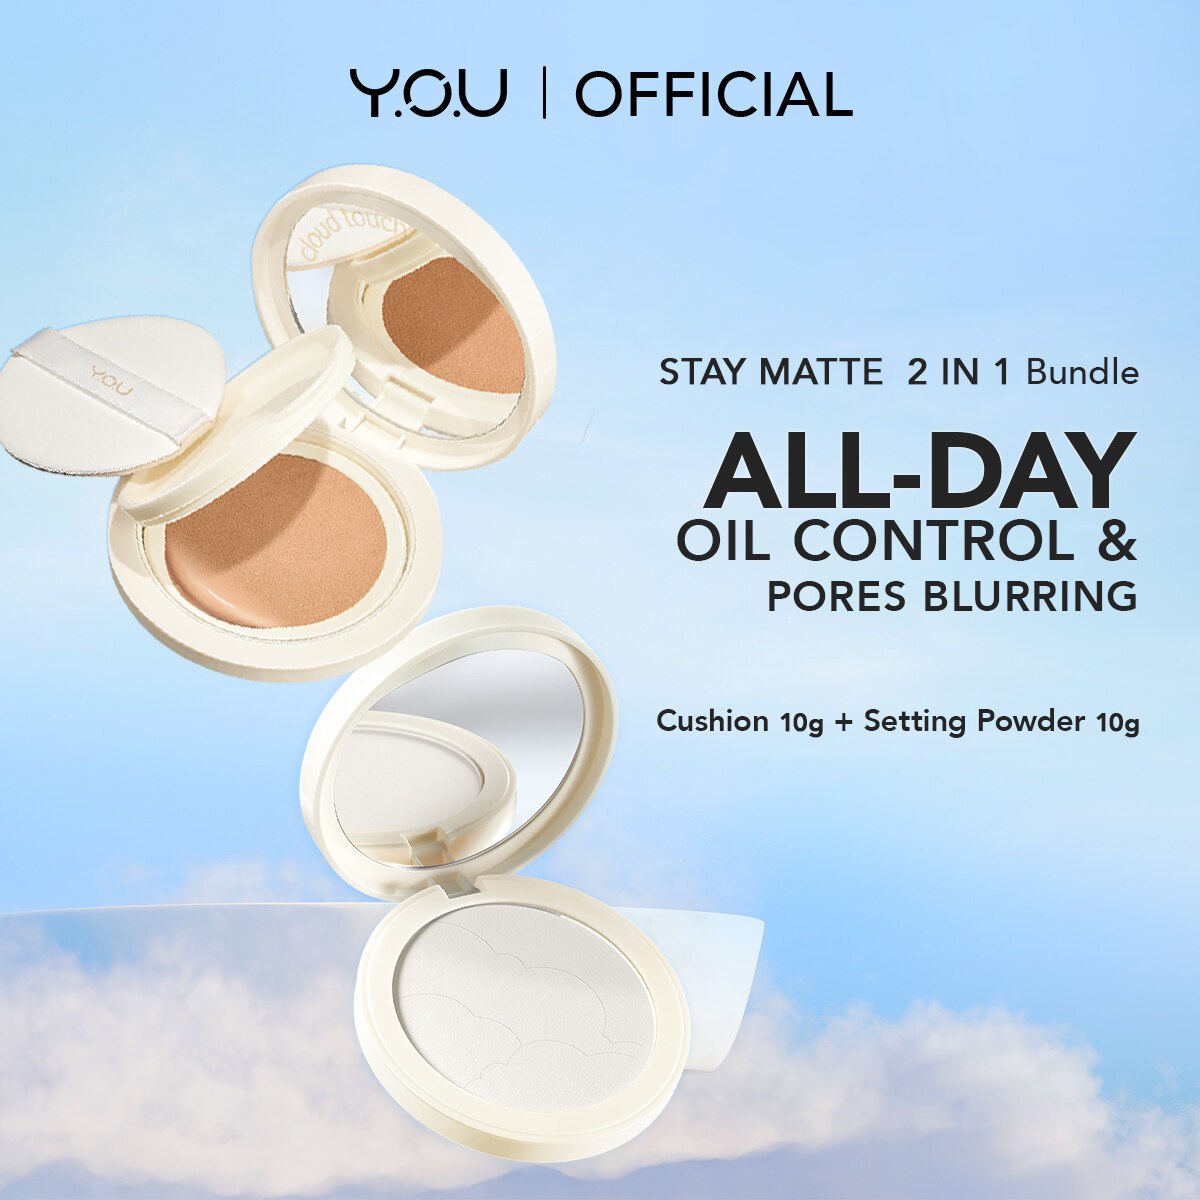 Y.O.U | OFFICIAL
cloud touch
Y.O.U
STAY MATTE 2 IN 1 Bundle
ALL-DAY
OIL CONTROL &
PORES BLURRING
Cushion 10g + Setting Powder 10g